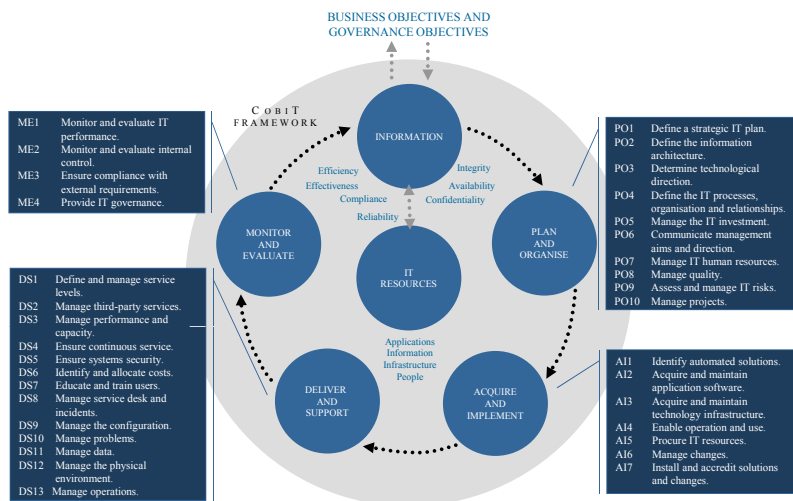 BUSINESS OBJECTIVES AND
GOVERNANCE OBJECTIVES
COBIT
FRAMEWORK
INFORMATION
Efficiency
Effectiveness
Compliance
Reliability
Integrity
Availability
Confidentiality
ME1 Monitor and evaluate IT
performance.
ME2 Monitor and evaluate internal
control.
ME3 Ensure compliance with
external requirements.
ME4 Provide IT governance.
PO1 Define a strategic IT plan.
PO2 Define the information
architecture.
PO3 Determine technological
direction.
PO4 Define the IT processes,
organisation and relationships.
PO5 Manage the IT investment.
PO6 Communicate management
aims and direction.
PO7 Manage IT human resources.
PO8 Manage quality.
PO9 Assess and manage IT risks.
PO10 Manage projects.
MONITOR
AND
EVALUATE
IT
RESOURCES
PLAN
AND
ORGANISE
Applications
Information
Infrastructure
People
DS1 Define and manage service
levels.
DS2 Manage third-party services.
DS3 Manage performance and
capacity.
DS4 Ensure continuous service.
DS5 Ensure systems security.
DS6 Identify and allocate costs.
DS7 Educate and train users.
DS8 Manage service desk and
incidents.
DS9 Manage the configuration.
DS10 Manage problems.
DS11 Manage data.
DS12 Manage the physical
environment.
DS13 Manage operations.
DELIVER
AND
SUPPORT
ACQUIRE
AND
IMPLEMENT
AI1 Identify automated solutions.
AI2 Acquire and maintain
application software.
AI3 Acquire and maintain
technology infrastructure.
AI4 Enable operation and use.
AI5 Procure IT resources.
AI6 Manage changes.
AI7 Install and accredit solutions
and changes.